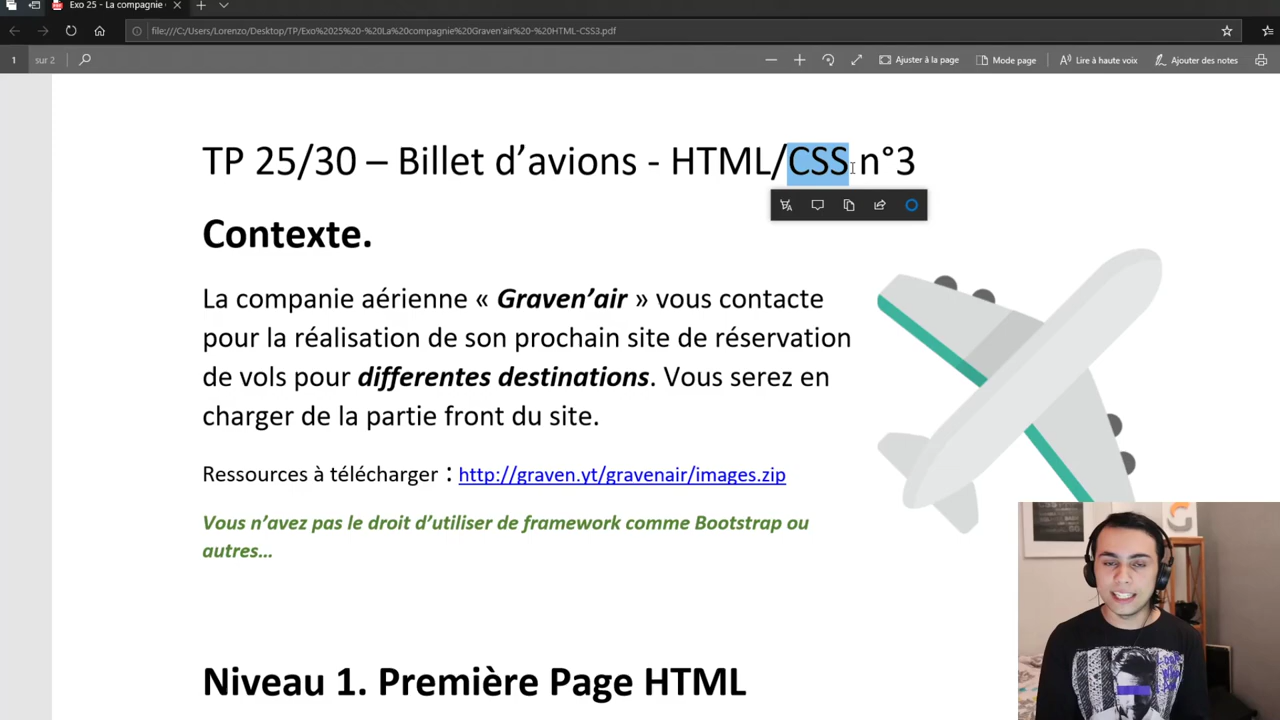 Exo 25 - La compagnie
file:///C:/Users/Lorenzo/Desktop/TP/Exo%2025%20-%20La%20compagnie%20Graven'air%20-%20HTML-CSS3.pdf
1 sur 2
Ajuster à la page
Mode page
Lire à haute voix
Ajouter des notes
TP 25/30 – Billet d’avions - HTML/CSS n°3
Contexte.
La companie aérienne « Graven’air » vous contacte
pour la réalisation de son prochain site de réservation
de vols pour differentes destinations. Vous serez en
charger de la partie front du site.
Ressources à télécharger : http://graven.yt/gravenair/images.zip
Vous n’avez pas le droit d’utiliser de framework comme Bootstrap ou
autres…
Niveau 1. Première Page HTML